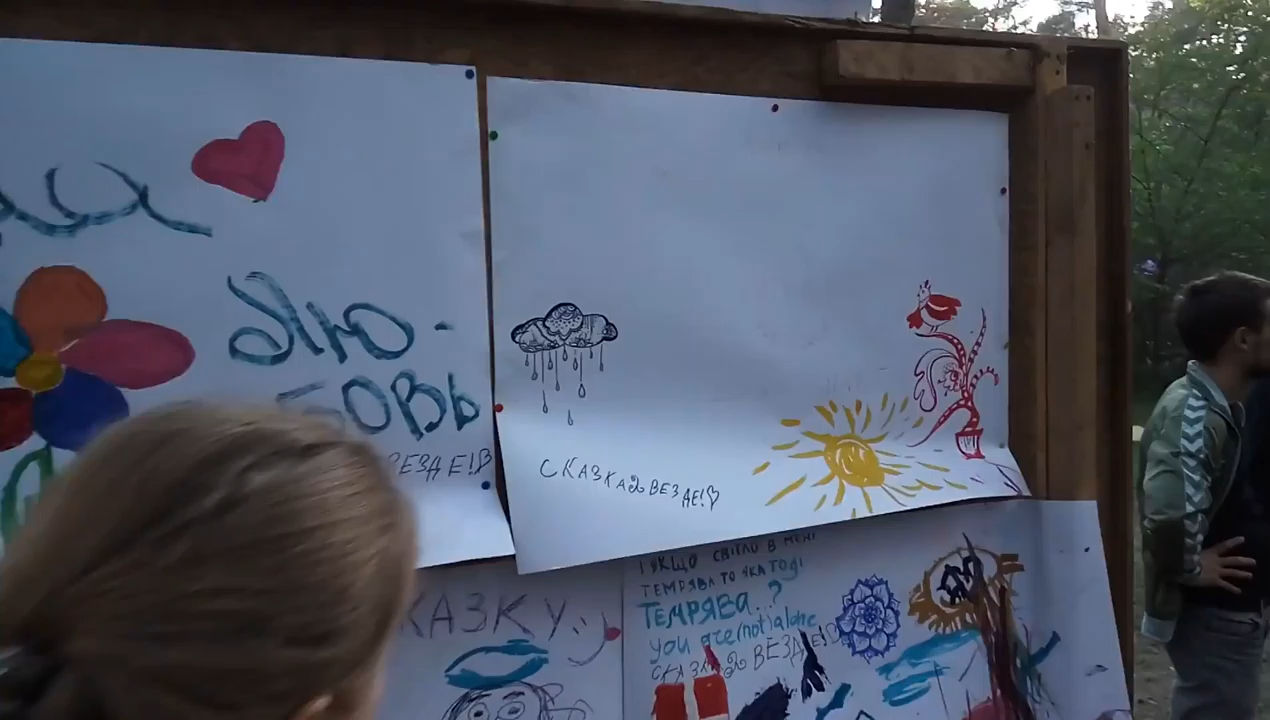 Лю-
бовь
ВЕЗДЕ!
СКАЗКА ВЕЗДЕ!
КАЗКУ
І ЯКЩО СВІТЛО В МЕНІ
ТЕМРЯВА ТО ЯКА ТОДІ
ТЕМРЯВА..?
you are(not)alone
СКАЗКА ВЕЗДЕ!